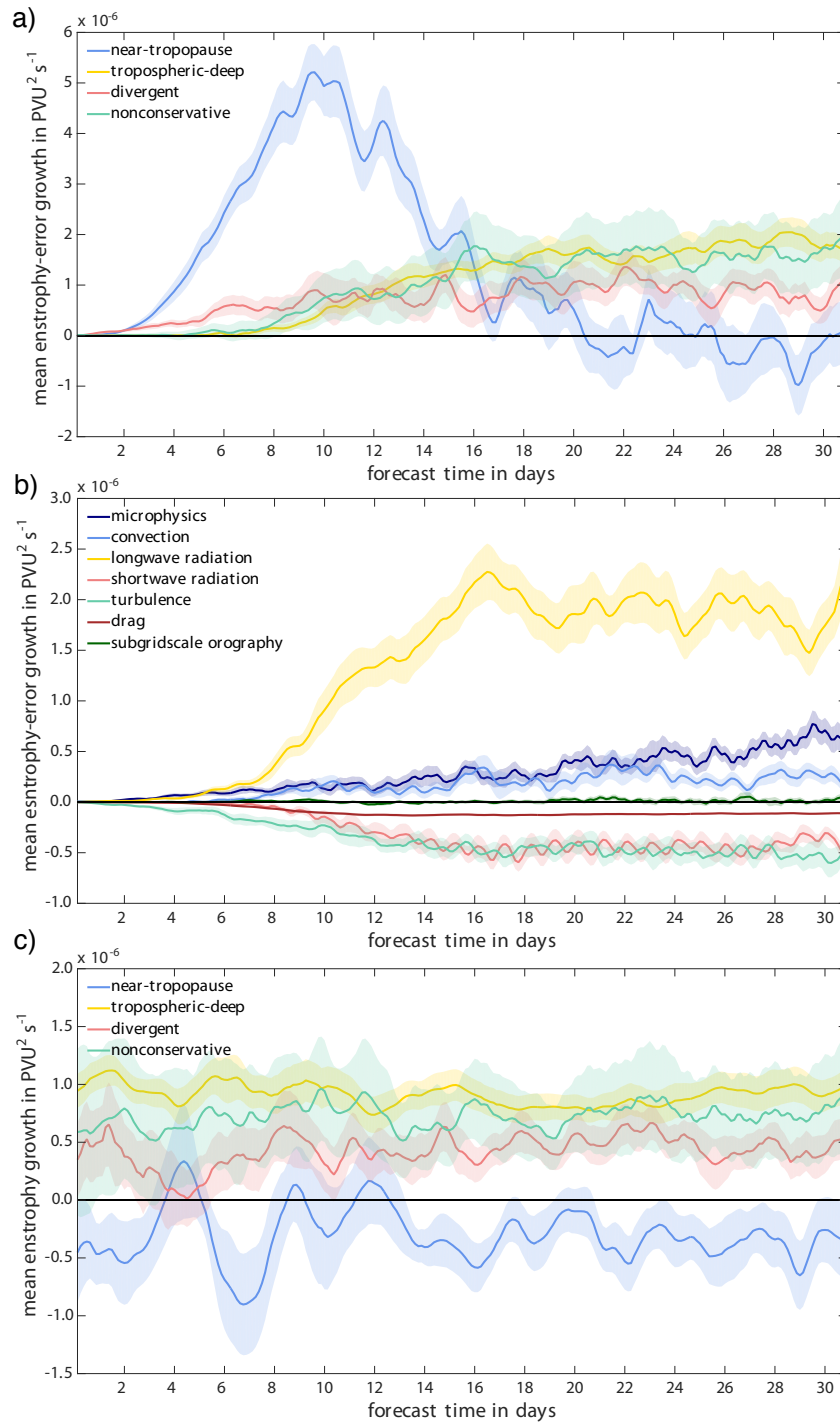 a)
x 10⁻⁶
mean enstrophy-error growth in PVU² s⁻¹
6
5
4
3
2
1
0
-1
-2
near-tropopause
tropospheric-deep
divergent
nonconservative
2 4 6 8 10 12 14 16 18 20 22 24 26 28 30
forecast time in days
b)
x 10⁻⁶
mean esnstrophy-error growth in PVU² s⁻¹
3.0
2.5
2.0
1.5
1.0
0.5
0.0
-0.5
-1.0
microphysics
convection
longwave radiation
shortwave radiation
turbulence
drag
subgridscale orography
2 4 6 8 10 12 14 16 18 20 22 24 26 28 30
forecast time in days
c)
x 10⁻⁶
mean enstrophy growth in PVU² s⁻¹
2.0
1.5
1.0
0.5
0.0
-0.5
-1.0
-1.5
near-tropopause
tropospheric-deep
divergent
nonconservative
2 4 6 8 10 12 14 16 18 20 22 24 26 28 30
forecast time in days